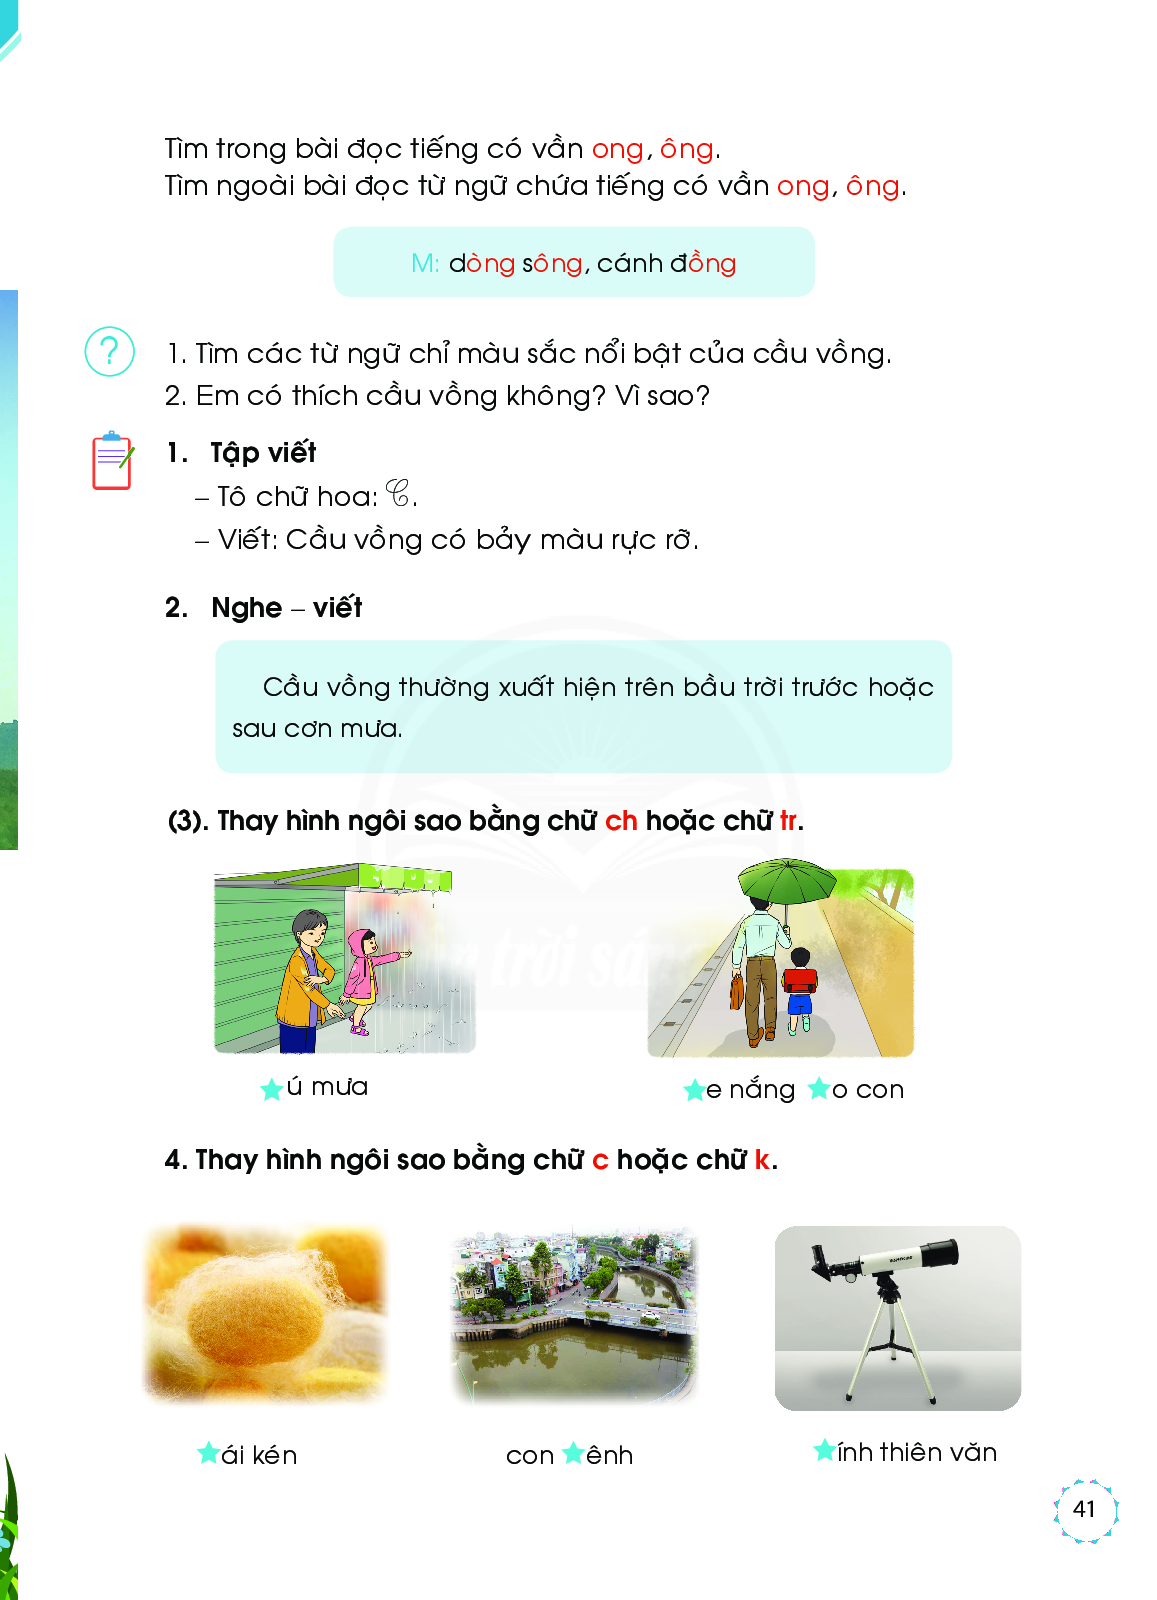 Tìm trong bài đọc tiếng có vần ong, ông.
Tìm ngoài bài đọc từ ngữ chứa tiếng có vần ong, ông.
M: dòng sông, cánh đồng
?
1. Tìm các từ ngữ chỉ màu sắc nổi bật của cầu vồng.
2. Em có thích cầu vồng không? Vì sao?
1. Tập viết
– Tô chữ hoa: C.
– Viết: Cầu vồng có bảy màu rực rỡ.
2. Nghe – viết
Cầu vồng thường xuất hiện trên bầu trời trước hoặc
sau cơn mưa.
(3). Thay hình ngôi sao bằng chữ ch hoặc chữ tr.
★ú mưa
★e nắng ★o con
4. Thay hình ngôi sao bằng chữ c hoặc chữ k.
★ái kén
con ★ênh
★ính thiên văn
41